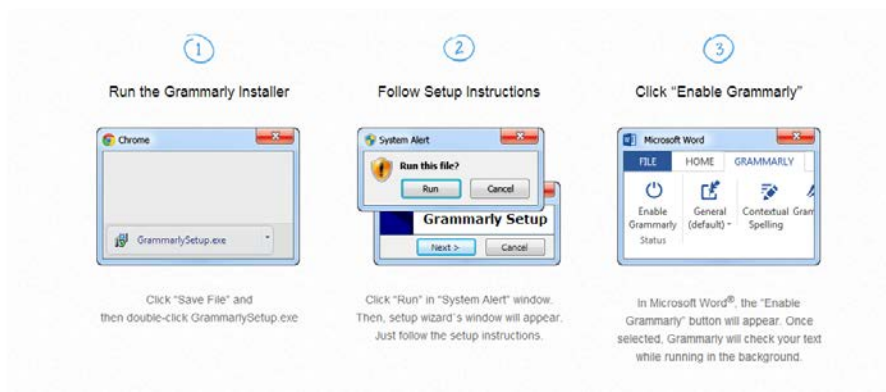 1
Run the Grammarly Installer
Chrome
GrammarlySetup.exe
Click "Save File" and
then double-click GrammarlySetup.exe
2
Follow Setup Instructions
System Alert
Run this file?
Run Cancel
Grammarly Setup
Next > Cancel
Click "Run" in "System Alert" window.
Then, setup wizard`s window will appear.
Just follow the setup instructions.
3
Click "Enable Grammarly"
Microsoft Word
FILE HOME GRAMMARLY
Enable
Grammarly
Status
General
(default)
Contextual
Spelling
Gram
In Microsoft Word®, the "Enable
Grammarly" button will appear. Once
selected, Grammarly will check your text
while running in the background.